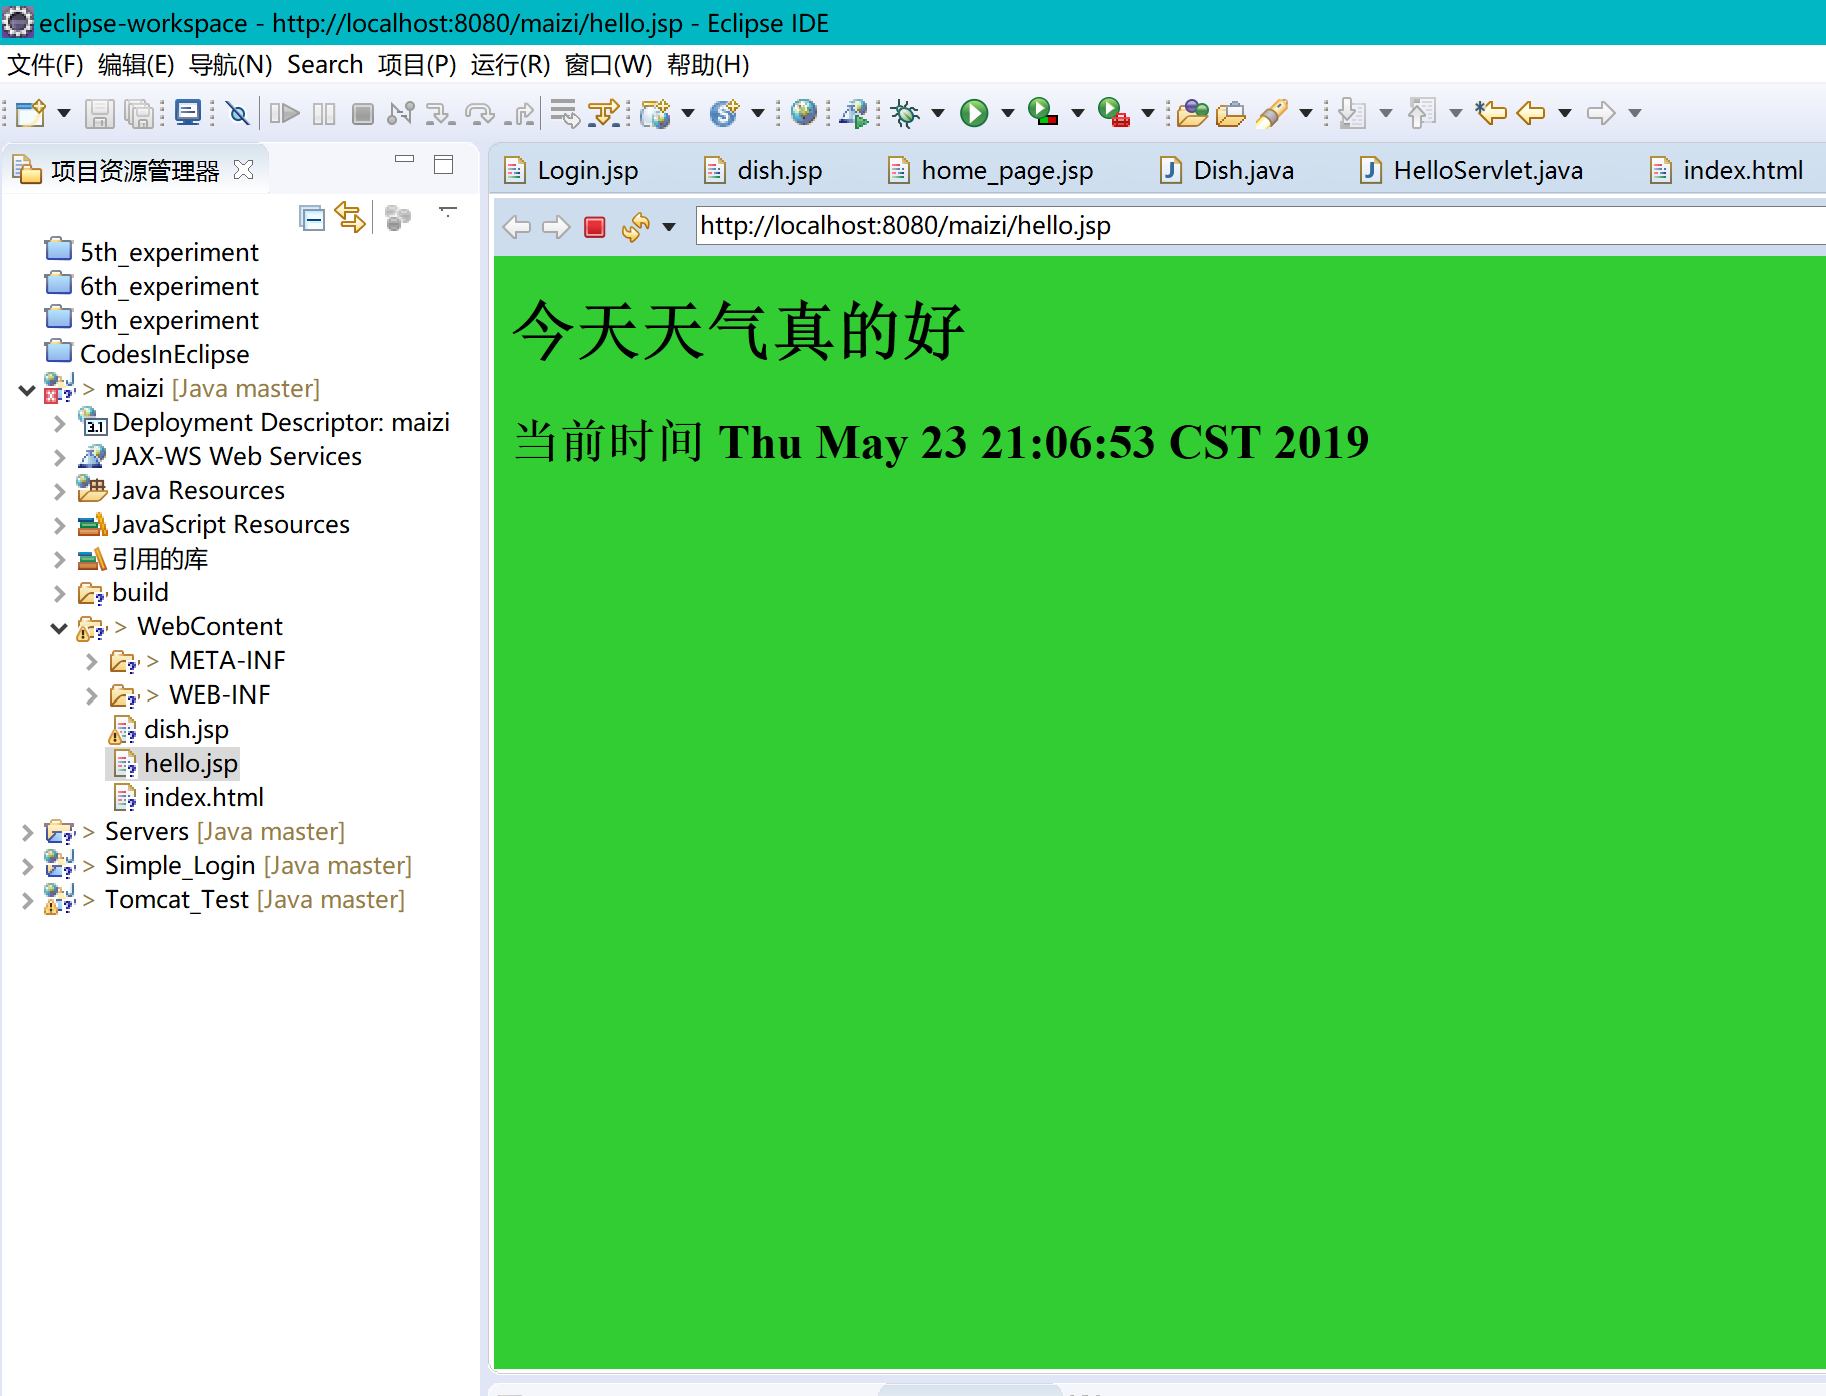 eclipse-workspace - http://localhost:8080/maizi/hello.jsp - Eclipse IDE
文件(F) 编辑(E) 导航(N) Search 项目(P) 运行(R) 窗口(W) 帮助(H)
项目资源管理器
Login.jsp dish.jsp home_page.jsp Dish.java HelloServlet.java index.html
http://localhost:8080/maizi/hello.jsp
5th_experiment
6th_experiment
9th_experiment
CodesInEclipse
> maizi [Java master]
Deployment Descriptor: maizi
JAX-WS Web Services
Java Resources
JavaScript Resources
引用的库
build
> WebContent
> META-INF
> WEB-INF
dish.jsp
hello.jsp
index.html
> Servers [Java master]
> Simple_Login [Java master]
> Tomcat_Test [Java master]
今天天气真的好
当前时间 Thu May 23 21:06:53 CST 2019